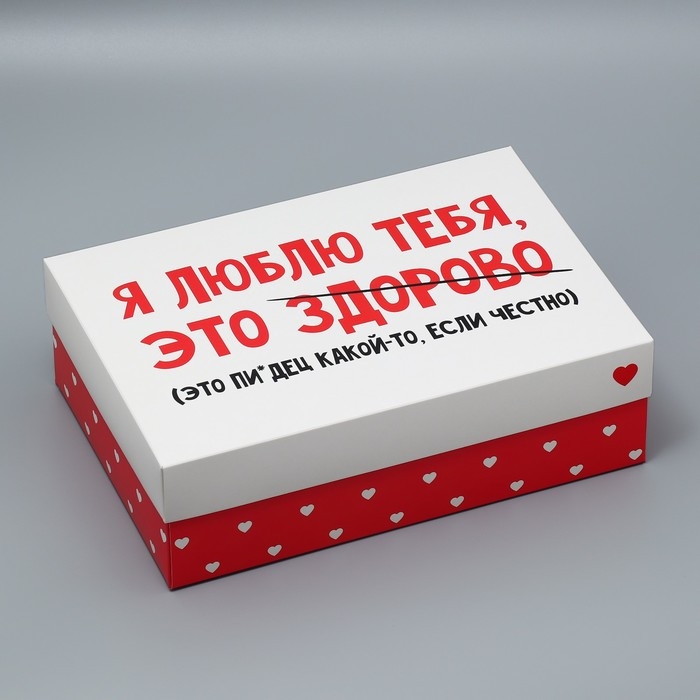 Я ЛЮБЛЮ ТЕБЯ,
ЭТО ЗДОРОВО
(ЭТО ПИ*ДЕЦ КАКОЙ-ТО, ЕСЛИ ЧЕСТНО)